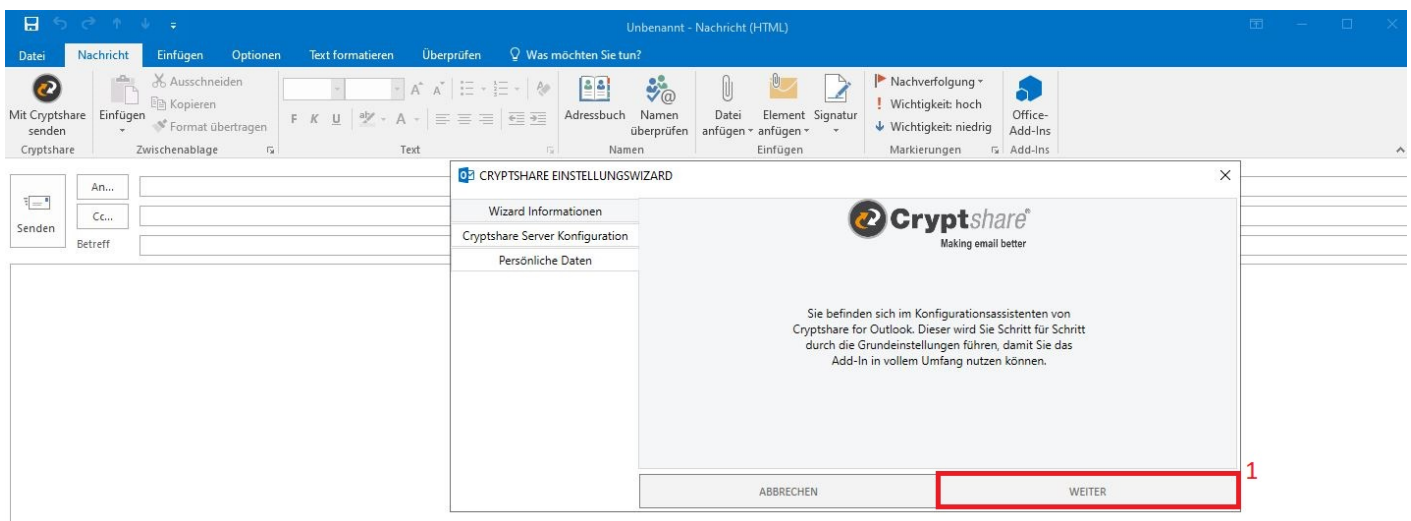 Unbenannt - Nachricht (HTML)
Datei Nachricht Einfügen Optionen Text formatieren Überprüfen Was möchten Sie tun?
Mit Cryptshare senden
Cryptshare
Einfügen
Ausschneiden
Kopieren
Format übertragen
Zwischenablage
F K U
Text
Adressbuch
Namen überprüfen
Namen
Datei anfügen
Element anfügen
Signatur
Einfügen
Nachverfolgung
Wichtigkeit: hoch
Wichtigkeit: niedrig
Markierungen
Office-Add-Ins
Add-Ins
Senden
An...
Cc...
Betreff
CRYPTSHARE EINSTELLUNGSWIZARD
Wizard Informationen
Cryptshare Server Konfiguration
Persönliche Daten
Cryptshare®
Making email better
Sie befinden sich im Konfigurationsassistenten von
Cryptshare for Outlook. Dieser wird Sie Schritt für Schritt
durch die Grundeinstellungen führen, damit Sie das
Add-In in vollem Umfang nutzen können.
ABBRECHEN
WEITER
1